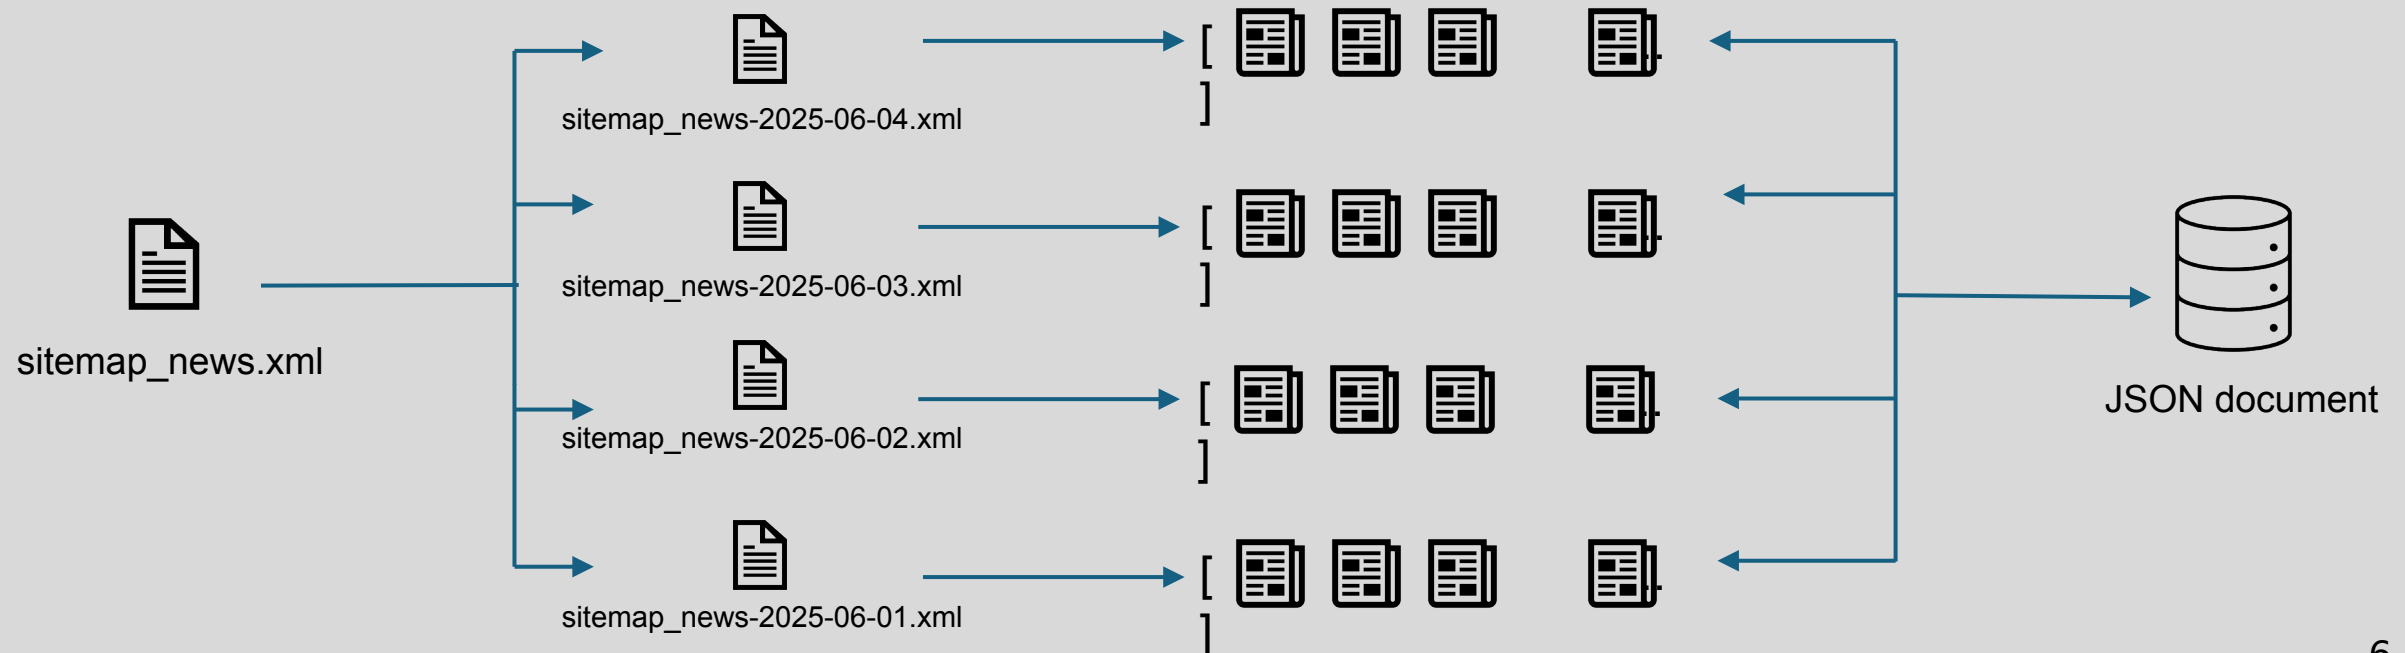 [ .
]
sitemap_news-2025-06-04.xml
[ .
]
sitemap_news-2025-06-03.xml
sitemap_news.xml
[ .
]
sitemap_news-2025-06-02.xml
JSON document
[ .
]
sitemap_news-2025-06-01.xml
6